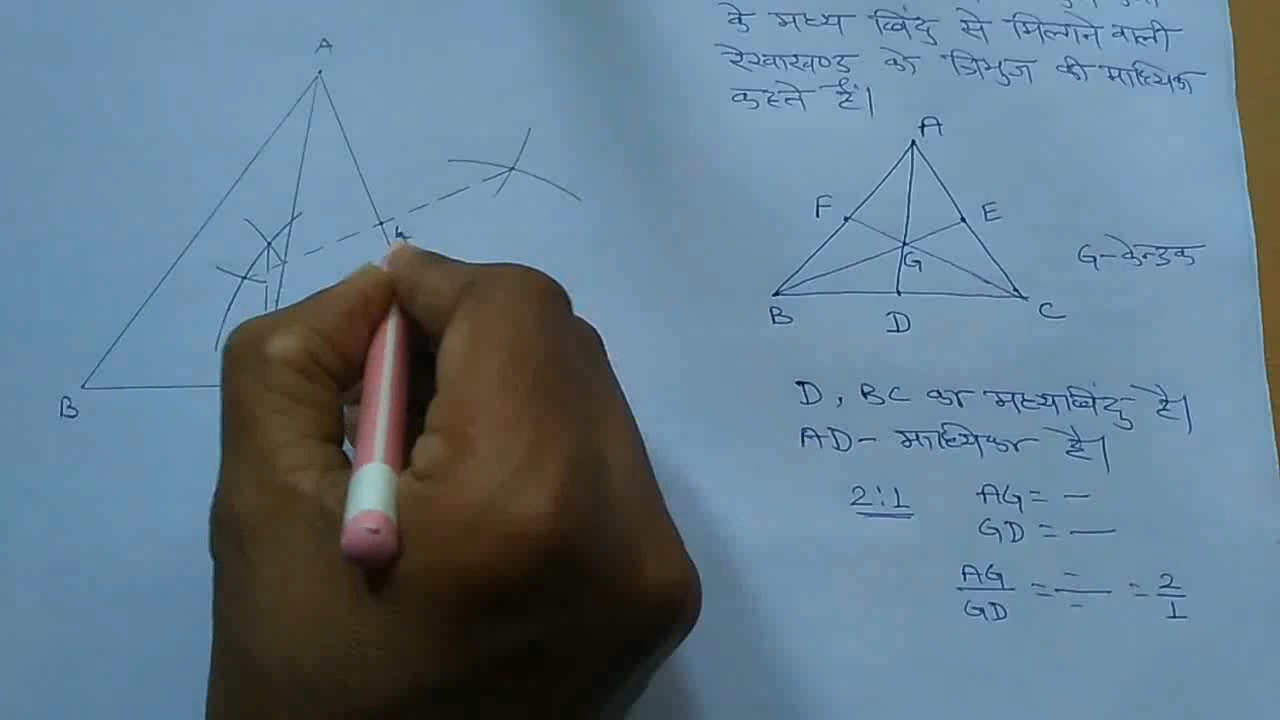 A
B
के मध्य बिंदु से मिलाने वाली
रेखाखण्ड को त्रिभुज की माध्यिका
कहते हैं।
A
F
E
G
B
D
C
G-केन्द्रक
D, BC का मध्यबिंदु है।
AD- माध्यिका है।
2:1 AG = —
GD = —
AG/GD = -/- = 2/1